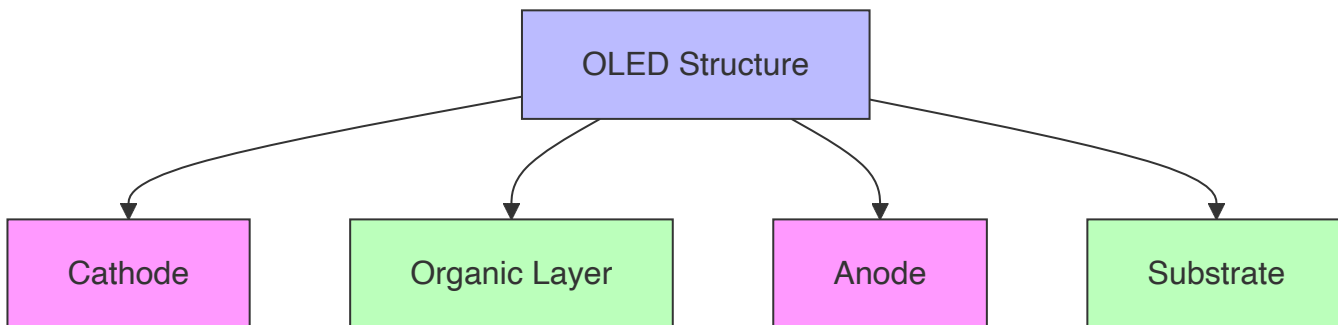 OLED Structure
Cathode
Organic Layer
Anode
Substrate